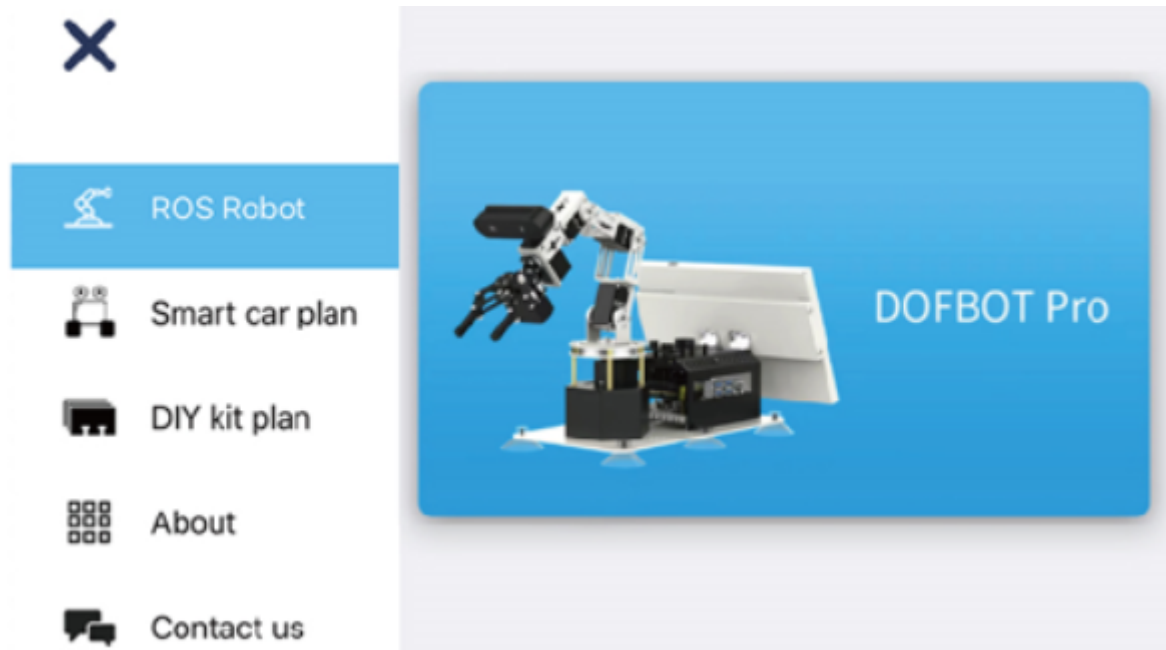 ROS Robot
Smart car plan
DIY kit plan
About
Contact us
DOFBOT Pro